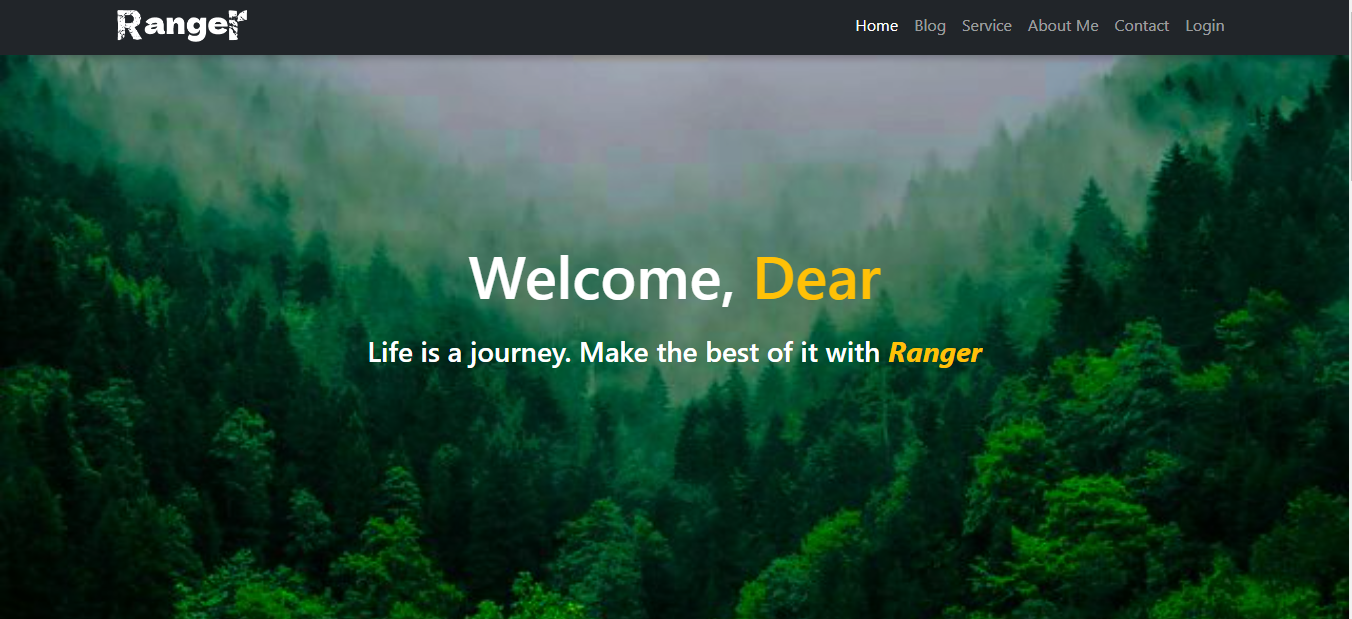 Ranger
Home Blog Service About Me Contact Login
Welcome, Dear
Life is a journey. Make the best of it with Ranger